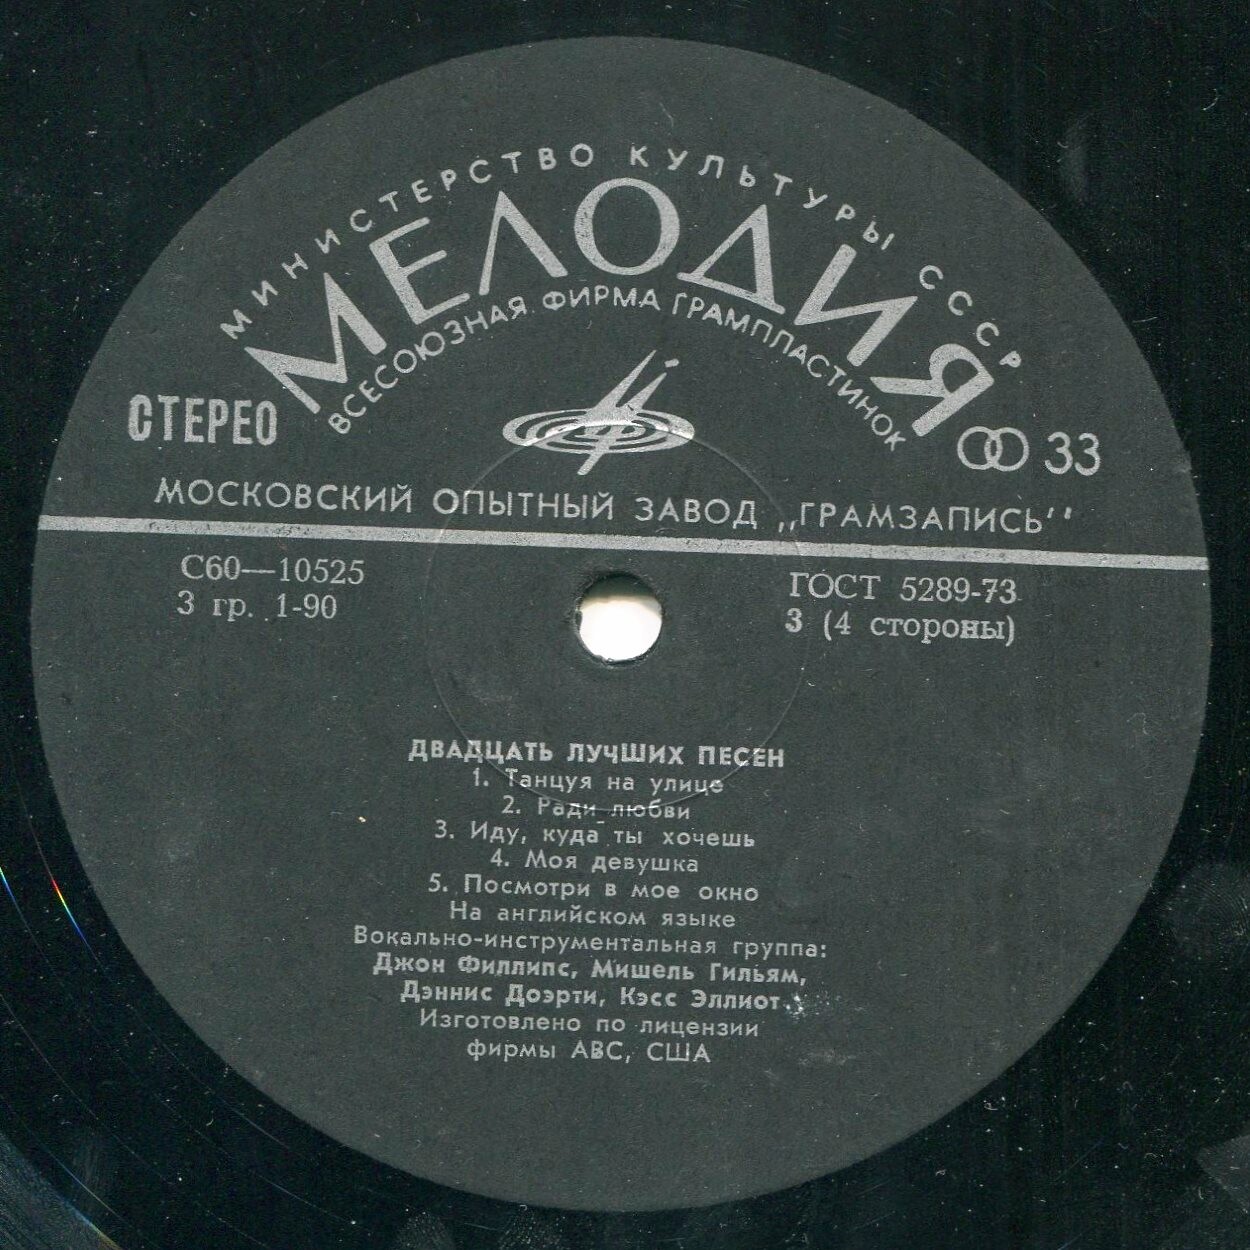 МИНИСТЕРСТВО КУЛЬТУРЫ СССР
МЕЛОДИЯ
ВСЕСОЮЗНАЯ ФИРМА ГРАМПЛАСТИНОК
СТЕРЕО
33
МОСКОВСКИЙ ОПЫТНЫЙ ЗАВОД ,,ГРАМЗАПИСЬ''
С60—10525
ГОСТ 5289-73
3 гр. 1-90
3 (4 стороны)
ДВАДЦАТЬ ЛУЧШИХ ПЕСЕН
1. Танцуя на улице
2. Ради любви
3. Иду, куда ты хочешь
4. Моя девушка
5. Посмотри в мое окно
На английском языке
Вокально-инструментальная группа:
Джон Филлипс, Мишель Гильям,
Дэннис Доэрти, Кэсс Эллиот
Изготовлено по лицензии
фирмы АВС, США